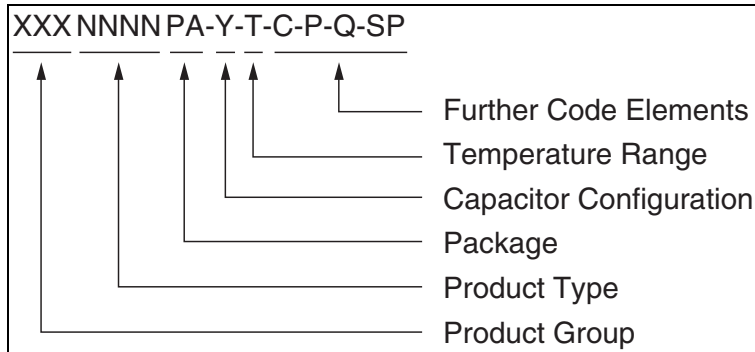 XXX NNNN PA-Y-T-C-P-Q-SP
Further Code Elements
Temperature Range
Capacitor Configuration
Package
Product Type
Product Group